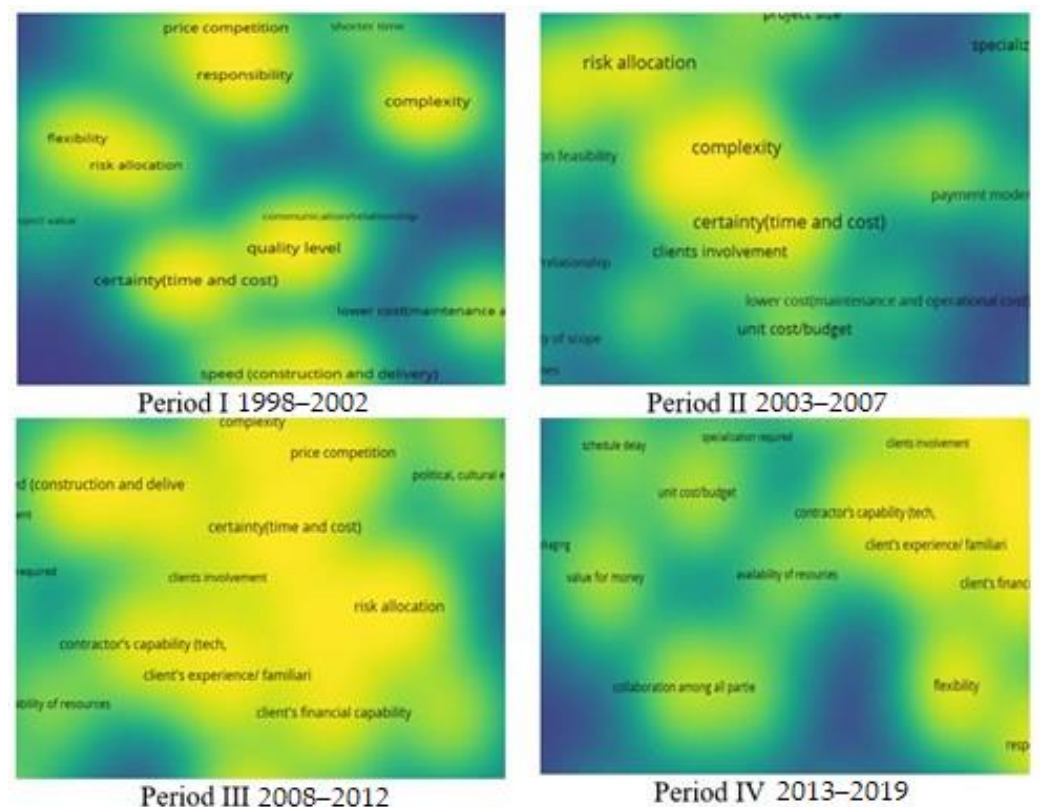 price competition
shorter time
responsibility
complexity
flexibility
risk allocation
communication/relationship
quality level
certainty(time and cost)
lower cost(maintenance a
speed (construction and delivery)
Period I 1998–2002
project size
specializ
risk allocation
complexity
on feasibility
payment moder
certainty(time and cost)
clients involvement
relationship
lower cost(maintenance and operational cost)
unit cost/budget
y of scope
Period II 2003–2007
complexity
price competition
political, cultural e
d (construction and delive
ent
certainty(time and cost)
required
clients involvement
risk allocation
contractor's capability (tech,
client's experience/ familiari
ability of resources
client's financial capability
Period III 2008–2012
schedule delay
specialization required
clients involvement
unit cost/budget
contractor's capability (tech,
client's experience/ familiari
value for money
availability of resources
client's financ
collaboration among all partie
flexibility
resp
Period IV 2013–2019